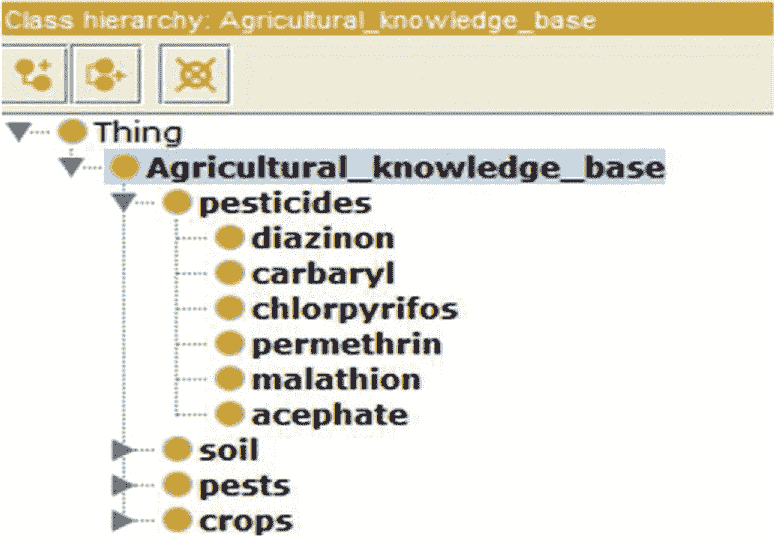 Class hierarchy: Agricultural_knowledge_base
Thing
Agricultural_knowledge_base
pesticides
diazinon
carbaryl
chlorpyrifos
permethrin
malathion
acephate
soil
pests
crops